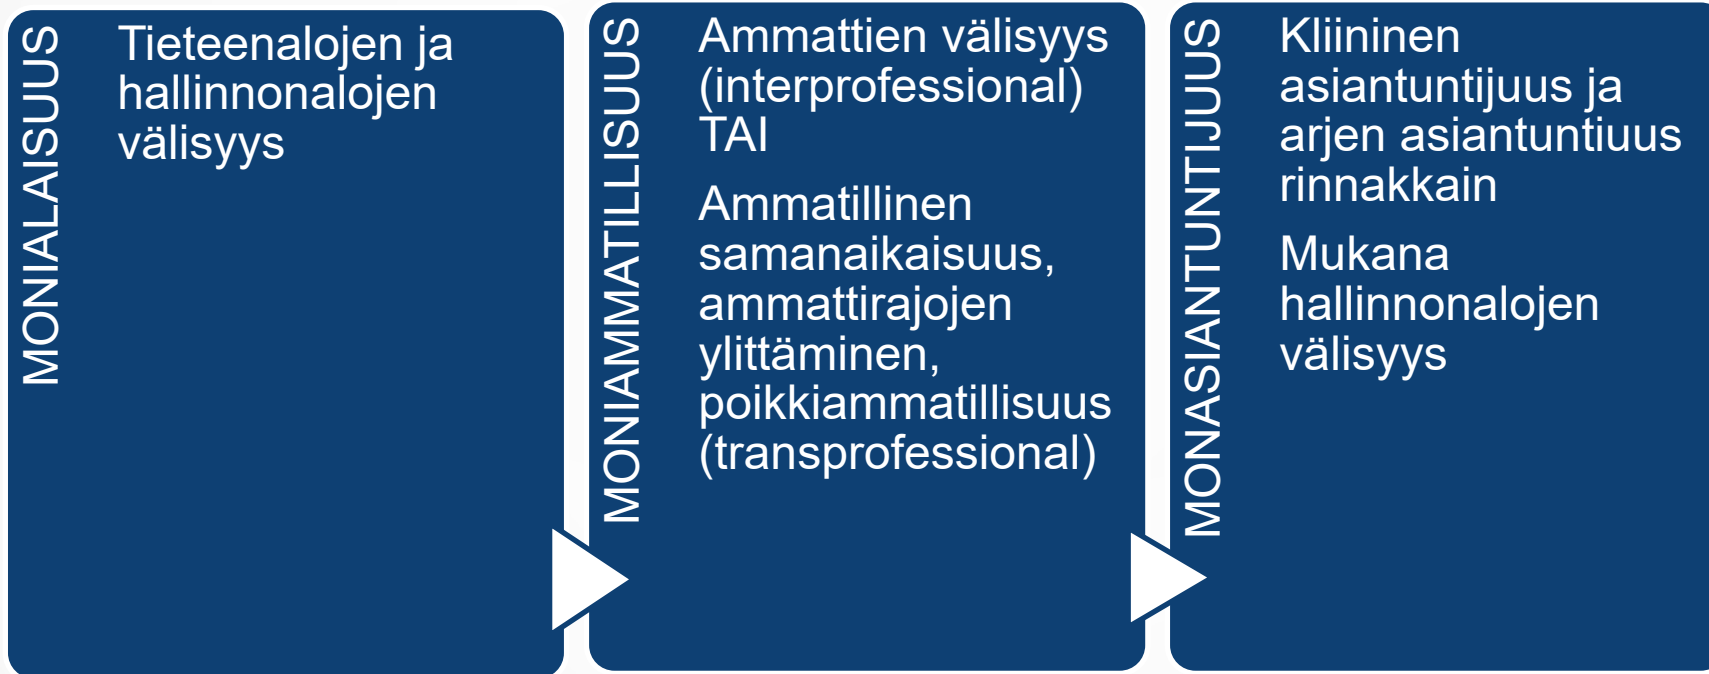 MONIALAISUUS
Tieteenalojen ja
hallinnonalojen
välisyys
MONIAMMATILLISUUS
Ammattien välisyys
(interprofessional)
TAI
Ammatillinen
samanaikaisuus,
ammattirajojen
ylittäminen,
poikkiammatillisuus
(transprofessional)
MONASIANTUNTIJUUS
Kliininen
asiantuntijuus ja
arjen asiantuntiuus
rinnakkain
Mukana
hallinnonalojen
välisyys